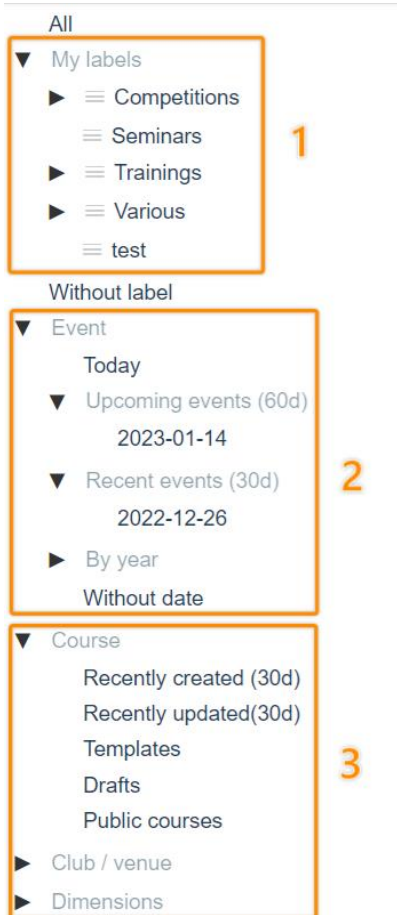 All
My labels
Competitions
Seminars
Trainings
Various
test
1
Without label
Event
Today
Upcoming events (60d)
2023-01-14
Recent events (30d)
2022-12-26
By year
Without date
2
Course
Recently created (30d)
Recently updated(30d)
Templates
Drafts
Public courses
Club / venue
Dimensions
3